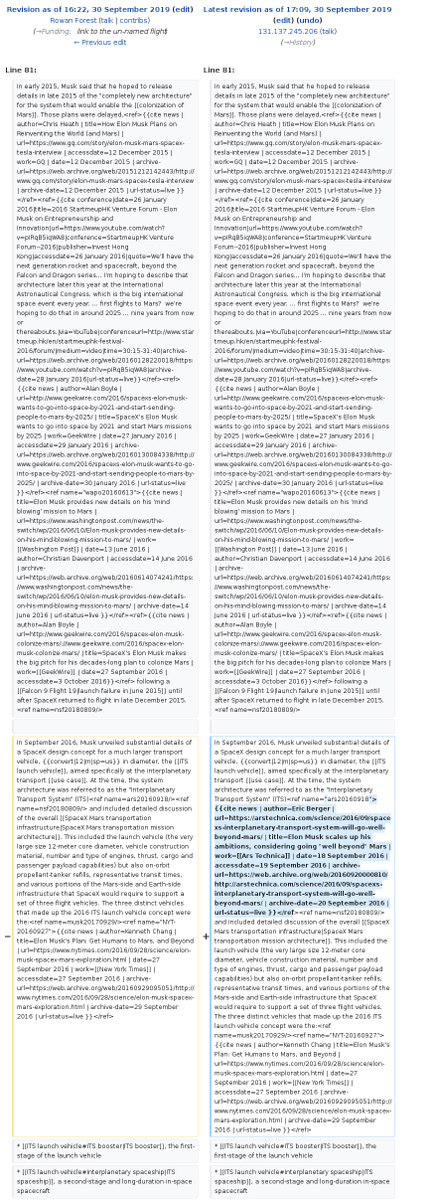 Revision as of 16:22, 30 September 2019 (edit)
Rowan Forest (talk | contribs)
(→Funding: link to the un-named flight)
← Previous edit
Latest revision as of 17:09, 30 September 2019
(edit) (undo)
131.137.245.206 (talk)
(→History)
Line 81:
Line 81:
In early 2015, Musk said that he hoped to release
details in late 2015 of the "completely new architecture"
for the system that would enable the [[colonization of
Mars]]. Those plans were delayed,<ref>{{cite news |
author=Chris Heath | title=How Elon Musk Plans on
Reinventing the World (and Mars) |
url=https://www.gq.com/story/elon-musk-mars-spacex-
tesla-interview | accessdate=12 December 2015 |
work=GQ | date=12 December 2015 | archive-
url=https://web.archive.org/web/20151212142443/http://
www.gq.com/story/elon-musk-mars-spacex-tesla-interview
| archive-date=12 December 2015 | url-status=live }}
</ref><ref>{{cite conference|date=26 January
2016|title=2016 StartmeupHK Venture Forum - Elon
Musk on Entrepreneurship and
Innovation|url=https://www.youtube.com/watch?
v=pIRqB5iqWA8|conference=StartmeupHK Venture
Forum--2016|publisher=Invest Hong
Kong|accessdate=26 January 2016|quote=We'll have the
next generation rocket and spacecraft, beyond the
Falcon and Dragon series... I'm hoping to describe that
architecture later this year at the International
Astronautical Congress. which is the big international
space event every year. ... first flights to Mars? we're
hoping to do that in around 2025 ... nine years from now
or
thereabouts.|via=YouTube|conferenceurl=http://www.star
tmeup.hk/en/startmeuphk-festival-
2016/forum/|medium=video|time=30:15-31:40|archive-
url=https://web.archive.org/web/20160128220018/https:/
/www.youtube.com/watch?v=pIRqB5iqWA8|archive-
date=28 January 2016|url-status=live}}</ref><ref>
{{cite news | author=Alan Boyle |
url=http://www.geekwire.com/2016/spacexs-elon-musk-
wants-to-go-into-space-by-2021-and-start-sending-
people-to-mars-by-2025/ | title=SpaceX's Elon Musk
wants to go into space by 2021 and start Mars missions
by 2025 | work=GeekWire | date=27 January 2016 |
accessdate=29 January 2016 | archive-
url=https://web.archive.org/web/20160130084338/http://
www.geekwire.com/2016/spacexs-elon-musk-wants-to-go-
into-space-by-2021-and-start-sending-people-to-mars-by-
2025/ | archive-date=30 January 2016 | url-status=live
}}</ref><ref name="wapo20160613">{{cite news |
title=Elon Musk provides new details on his 'mind
blowing' mission to Mars |
url=https://www.washingtonpost.com/news/the-
switch/wp/2016/06/10/elon-musk-provides-new-details-
on-his-mind-blowing-mission-to-mars/ | work=
[[Washington Post]] | date=13 June 2016 |
author=Christian Davenport | accessdate=14 June 2016
| archive-
url=https://web.archive.org/web/20160614074241/https:
//www.washingtonpost.com/news/the-
switch/wp/2016/06/10/elon-musk-provides-new-details-
on-his-mind-blowing-mission-to-mars/ | archive-date=14
June 2016 | url-status=live }}</ref><ref>{{cite news |
author=Alan Boyle |
url=http://www.geekwire.com/2016/spacex-elon-musk-
colonize-mars/ | title=SpaceX's Elon Musk makes
the big pitch for his decades-long plan to colonize Mars |
work=[[GeekWire]] | date=27 September 2016 |
accessdate=3 October 2016}}</ref> following a
[[Falcon 9 Flight 19|launch failure in June 2015]] until
after SpaceX returned to flight in late December 2015.
<ref name=nsf20180809/>
In early 2015, Musk said that he hoped to release
details in late 2015 of the "completely new architecture"
for the system that would enable the [[colonization of
Mars]]. Those plans were delayed,<ref>{{cite news |
author=Chris Heath | title=How Elon Musk Plans on
Reinventing the World (and Mars) |
url=https://www.gq.com/story/elon-musk-mars-spacex-
tesla-interview | accessdate=12 December 2015 |
work=GQ | date=12 December 2015 | archive-
url=https://web.archive.org/web/20151212142443/http://
www.gq.com/story/elon-musk-mars-spacex-tesla-interview
| archive-date=12 December 2015 | url-status=live }}
</ref><ref>{{cite conference|date=26 January
2016|title=2016 StartmeupHK Venture Forum - Elon
Musk on Entrepreneurship and
Innovation|url=https://www.youtube.com/watch?
v=pIRqB5iqWA8|conference=StartmeupHK Venture
Forum--2016|publisher=Invest Hong
Kong|accessdate=26 January 2016|quote=We'll have the
next generation rocket and spacecraft, beyond the
Falcon and Dragon series... I'm hoping to describe that
architecture later this year at the International
Astronautical Congress. which is the big international
space event every year. ... first flights to Mars? we're
hoping to do that in around 2025 ... nine years from now
or
thereabouts.|via=YouTube|conferenceurl=http://www.star
tmeup.hk/en/startmeuphk-festival-
2016/forum/|medium=video|time=30:15-31:40|archive-
url=https://web.archive.org/web/20160128220018/https:/
/www.youtube.com/watch?v=pIRqB5iqWA8|archive-
date=28 January 2016|url-status=live}}</ref><ref>
{{cite news | author=Alan Boyle |
url=http://www.geekwire.com/2016/spacexs-elon-musk-
wants-to-go-into-space-by-2021-and-start-sending-
people-to-mars-by-2025/ | title=SpaceX's Elon Musk
wants to go into space by 2021 and start Mars missions
by 2025 | work=GeekWire | date=27 January 2016 |
accessdate=29 January 2016 | archive-
url=https://web.archive.org/web/20160130084338/http://
www.geekwire.com/2016/spacexs-elon-musk-wants-to-go-
into-space-by-2021-and-start-sending-people-to-mars-by-
2025/ | archive-date=30 January 2016 | url-status=live
}}</ref><ref name="wapo20160613">{{cite news |
title=Elon Musk provides new details on his 'mind
blowing' mission to Mars |
url=https://www.washingtonpost.com/news/the-
switch/wp/2016/06/10/elon-musk-provides-new-details-
on-his-mind-blowing-mission-to-mars/ | work=
[[Washington Post]] | date=13 June 2016 |
author=Christian Davenport | accessdate=14 June 2016
| archive-
url=https://web.archive.org/web/20160614074241/https:
//www.washingtonpost.com/news/the-
switch/wp/2016/06/10/elon-musk-provides-new-details-
on-his-mind-blowing-mission-to-mars/ | archive-date=14
June 2016 | url-status=live }}</ref><ref>{{cite news |
author=Alan Boyle |
url=http://www.geekwire.com/2016/spacex-elon-musk-
colonize-mars/ | title=SpaceX's Elon Musk makes
the big pitch for his decades-long plan to colonize Mars |
work=[[GeekWire]] | date=27 September 2016 |
accessdate=3 October 2016}}</ref> following a
[[Falcon 9 Flight 19|launch failure in June 2015]] until
after SpaceX returned to flight in late December 2015.
<ref name=nsf20180809/>
−
In September 2016, Musk unveiled substantial details of
a SpaceX design concept for a much larger transport
vehicle, {{convert|12|m|sp=us}} in diameter, the [[ITS
launch vehicle]], aimed specifically at the interplanetary
transport [[use case]]. At the time, the system
architecture was referred to as the "Interplanetary
Transport System" (ITS)<ref name=ars20160918/><ref
name=nsf20180809/> and included detailed discussion
of the overall [[SpaceX Mars transportation
infrastructure|SpaceX Mars transportation mission
architecture]]. This included the launch vehicle (the very
large size 12-meter core diameter, vehicle construction
material, number and type of engines, thrust, cargo and
passenger payload capabilities) but also on-orbit
propellant-tanker refills, representative transit times,
and various portions of the Mars-side and Earth-side
infrastructure that SpaceX would require to support a
set of three flight vehicles. The three distinct vehicles
that made up the 2016 ITS launch vehicle concept were
the:<ref name=musk20170929/><ref name="NYT-
20160927">{{cite news | author=Kenneth Chang |
title=Elon Musk's Plan: Get Humans to Mars, and Beyond
| url=https://www.nytimes.com/2016/09/28/science/elon-
musk-spacex-mars-exploration.html | date=27
September 2016 | work=[[New York Times]] |
accessdate=27 September 2016 | archive-
url=https://web.archive.org/web/20160929095051/http://
www.nytimes.com/2016/09/28/science/elon-musk-spacex-
mars-exploration.html | archive-date=29 September
2016 | url-status=live }}</ref>
+
In September 2016, Musk unveiled substantial details of
a SpaceX design concept for a much larger transport
vehicle, {{convert|12|m|sp=us}} in diameter, the [[ITS
launch vehicle]], aimed specifically at the interplanetary
transport [[use case]]. At the time, the system
architecture was referred to as the "Interplanetary
Transport System" (ITS)<ref name="ars20160918">
{{cite news | author=Eric Berger |
url=https://arstechnica.com/science/2016/09/space
xs-interplanetary-transport-system-will-go-well-
beyond-mars/ | title=Elon Musk scales up his
ambitions, considering going 'well beyond' Mars |
work=[[Ars Technica]] | date=18 September 2016 |
accessdate=19 September 2016 | archive-
url=https://web.archive.org/web/20160920000810/
http://arstechnica.com/science/2016/09/spacexs-
interplanetary-transport-system-will-go-well-
beyond-mars/ | archive-date=20 September 2016 |
url-status=live }}</ref><ref name=nsf20180809/>
and included detailed discussion of the overall [[SpaceX
Mars transportation infrastructure|SpaceX Mars
transportation mission architecture]]. This included the
launch vehicle (the very large size 12-meter core
diameter, vehicle construction material, number and type
of engines, thrust, cargo and passenger payload
capabilities) but also on-orbit propellant-tanker refills,
representative transit times, and various portions of the
Mars-side and Earth-side infrastructure that SpaceX
would require to support a set of three flight vehicles.
The three distinct vehicles that made up the 2016 ITS
launch vehicle concept were the:<ref
name=musk20170929/><ref name="NYT-20160927">
{{cite news | author=Kenneth Chang | title=Elon Musk's
Plan: Get Humans to Mars, and Beyond |
url=https://www.nytimes.com/2016/09/28/science/elon-
musk-spacex-mars-exploration.html | date=27
September 2016 | work=[[New York Times]] |
accessdate=27 September 2016 | archive-
url=https://web.archive.org/web/20160929095051/http://
www.nytimes.com/2016/09/28/science/elon-musk-spacex-
mars-exploration.html | archive-date=29 September
2016 | url-status=live }}</ref>
* [[ITS launch vehicle#ITS booster|ITS booster]], the first-
stage of the launch vehicle
* [[ITS launch vehicle#ITS booster|ITS booster]], the first-
stage of the launch vehicle
* [[ITS launch vehicle#Interplanetary spaceship|ITS
spaceship]], a second-stage and long-duration in-space
spacecraft
* [[ITS launch vehicle#Interplanetary spaceship|ITS
spaceship]], a second-stage and long-duration in-space
spacecraft